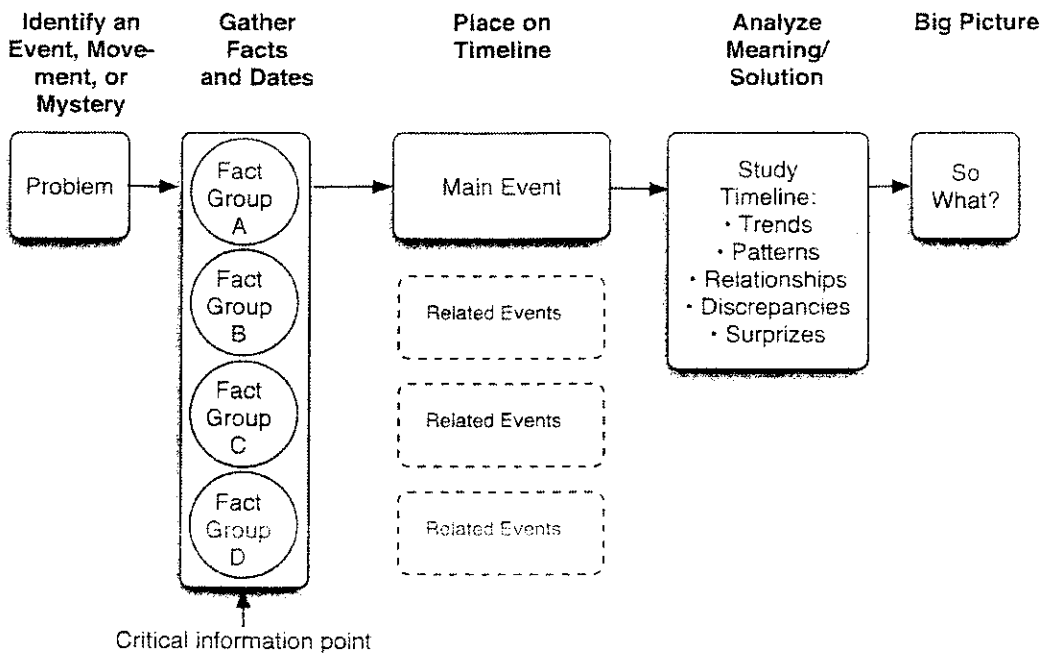 Identify an
Event, Move-
ment, or
Mystery
Gather
Facts
and Dates
Place on
Timeline
Analyze
Meaning/
Solution
Big Picture
Problem
Fact
Group
A
Fact
Group
B
Fact
Group
C
Fact
Group
D
Main Event
Related Events
Related Events
Related Events
Study
Timeline:
• Trends
• Patterns
• Relationships
• Discrepancies
• Surprizes
So
What?
Critical information point